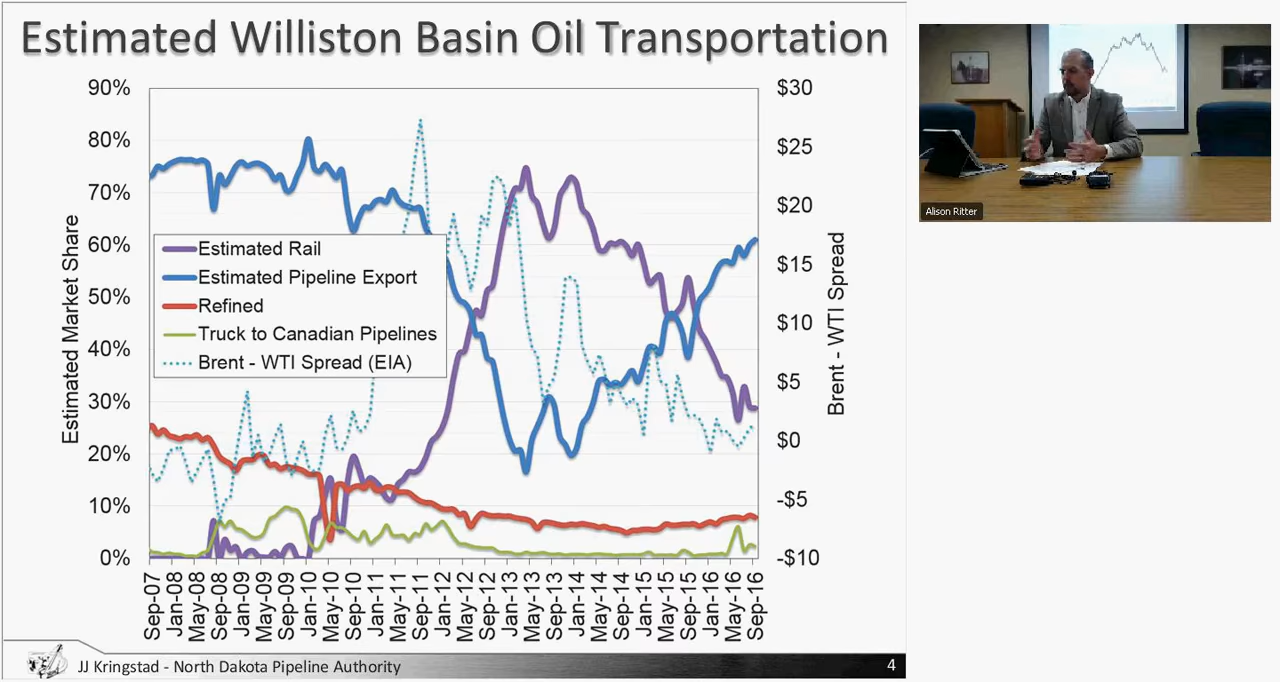 Estimated Williston Basin Oil Transportation
Estimated Market Share
90%
80%
70%
60%
50%
40%
30%
20%
10%
0%
Estimated Rail
Estimated Pipeline Export
Refined
Truck to Canadian Pipelines
Brent - WTI Spread (EIA)
$30
$25
$20
$15
$10
$5
$0
-$5
-$10
Brent - WTI Spread
Sep-07
Jan-08
May-08
Sep-08
Jan-09
May-09
Sep-09
Jan-10
May-10
Sep-10
Jan-11
May-11
Sep-11
Jan-12
May-12
Sep-12
Jan-13
May-13
Sep-13
Jan-14
May-14
Sep-14
Jan-15
May-15
Sep-15
Jan-16
May-16
Sep-16
JJ Kringstad - North Dakota Pipeline Authority
4
Alison Ritter